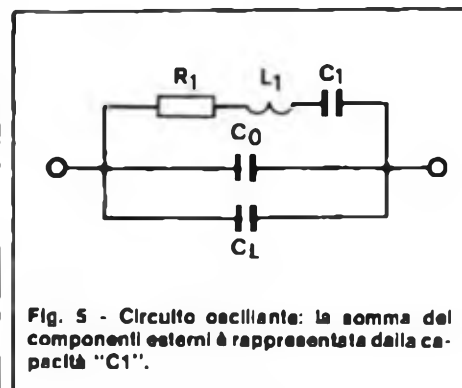 R1 L1 C1
C0
CL
Fig. 5 - Circuito oscillante: la somma dei
componenti esterni è rappresentata dalla ca-
pacità "C1".